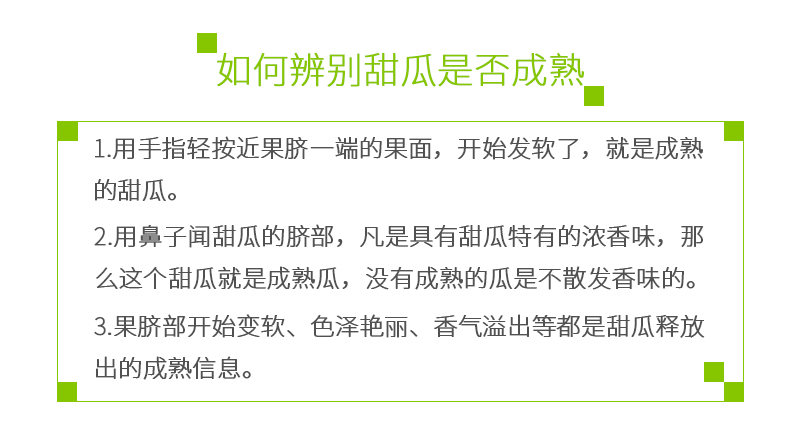 如何辨别甜瓜是否成熟
1.用手指轻按近果脐一端的果面，开始发软了，就是成熟
的甜瓜。
2.用鼻子闻甜瓜的脐部，凡是具有甜瓜特有的浓香味，那
么这个甜瓜就是成熟瓜，没有成熟的瓜是不散发香味的。
3.果脐部开始变软、色泽艳丽、香气溢出等都是甜瓜释放
出的成熟信息。